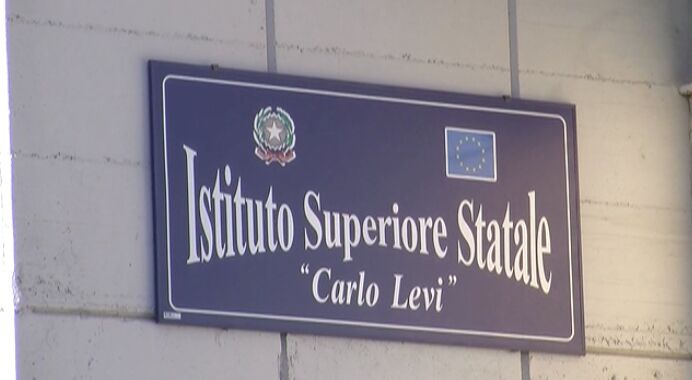 Istituto Superiore Statale
"Carlo Levi"